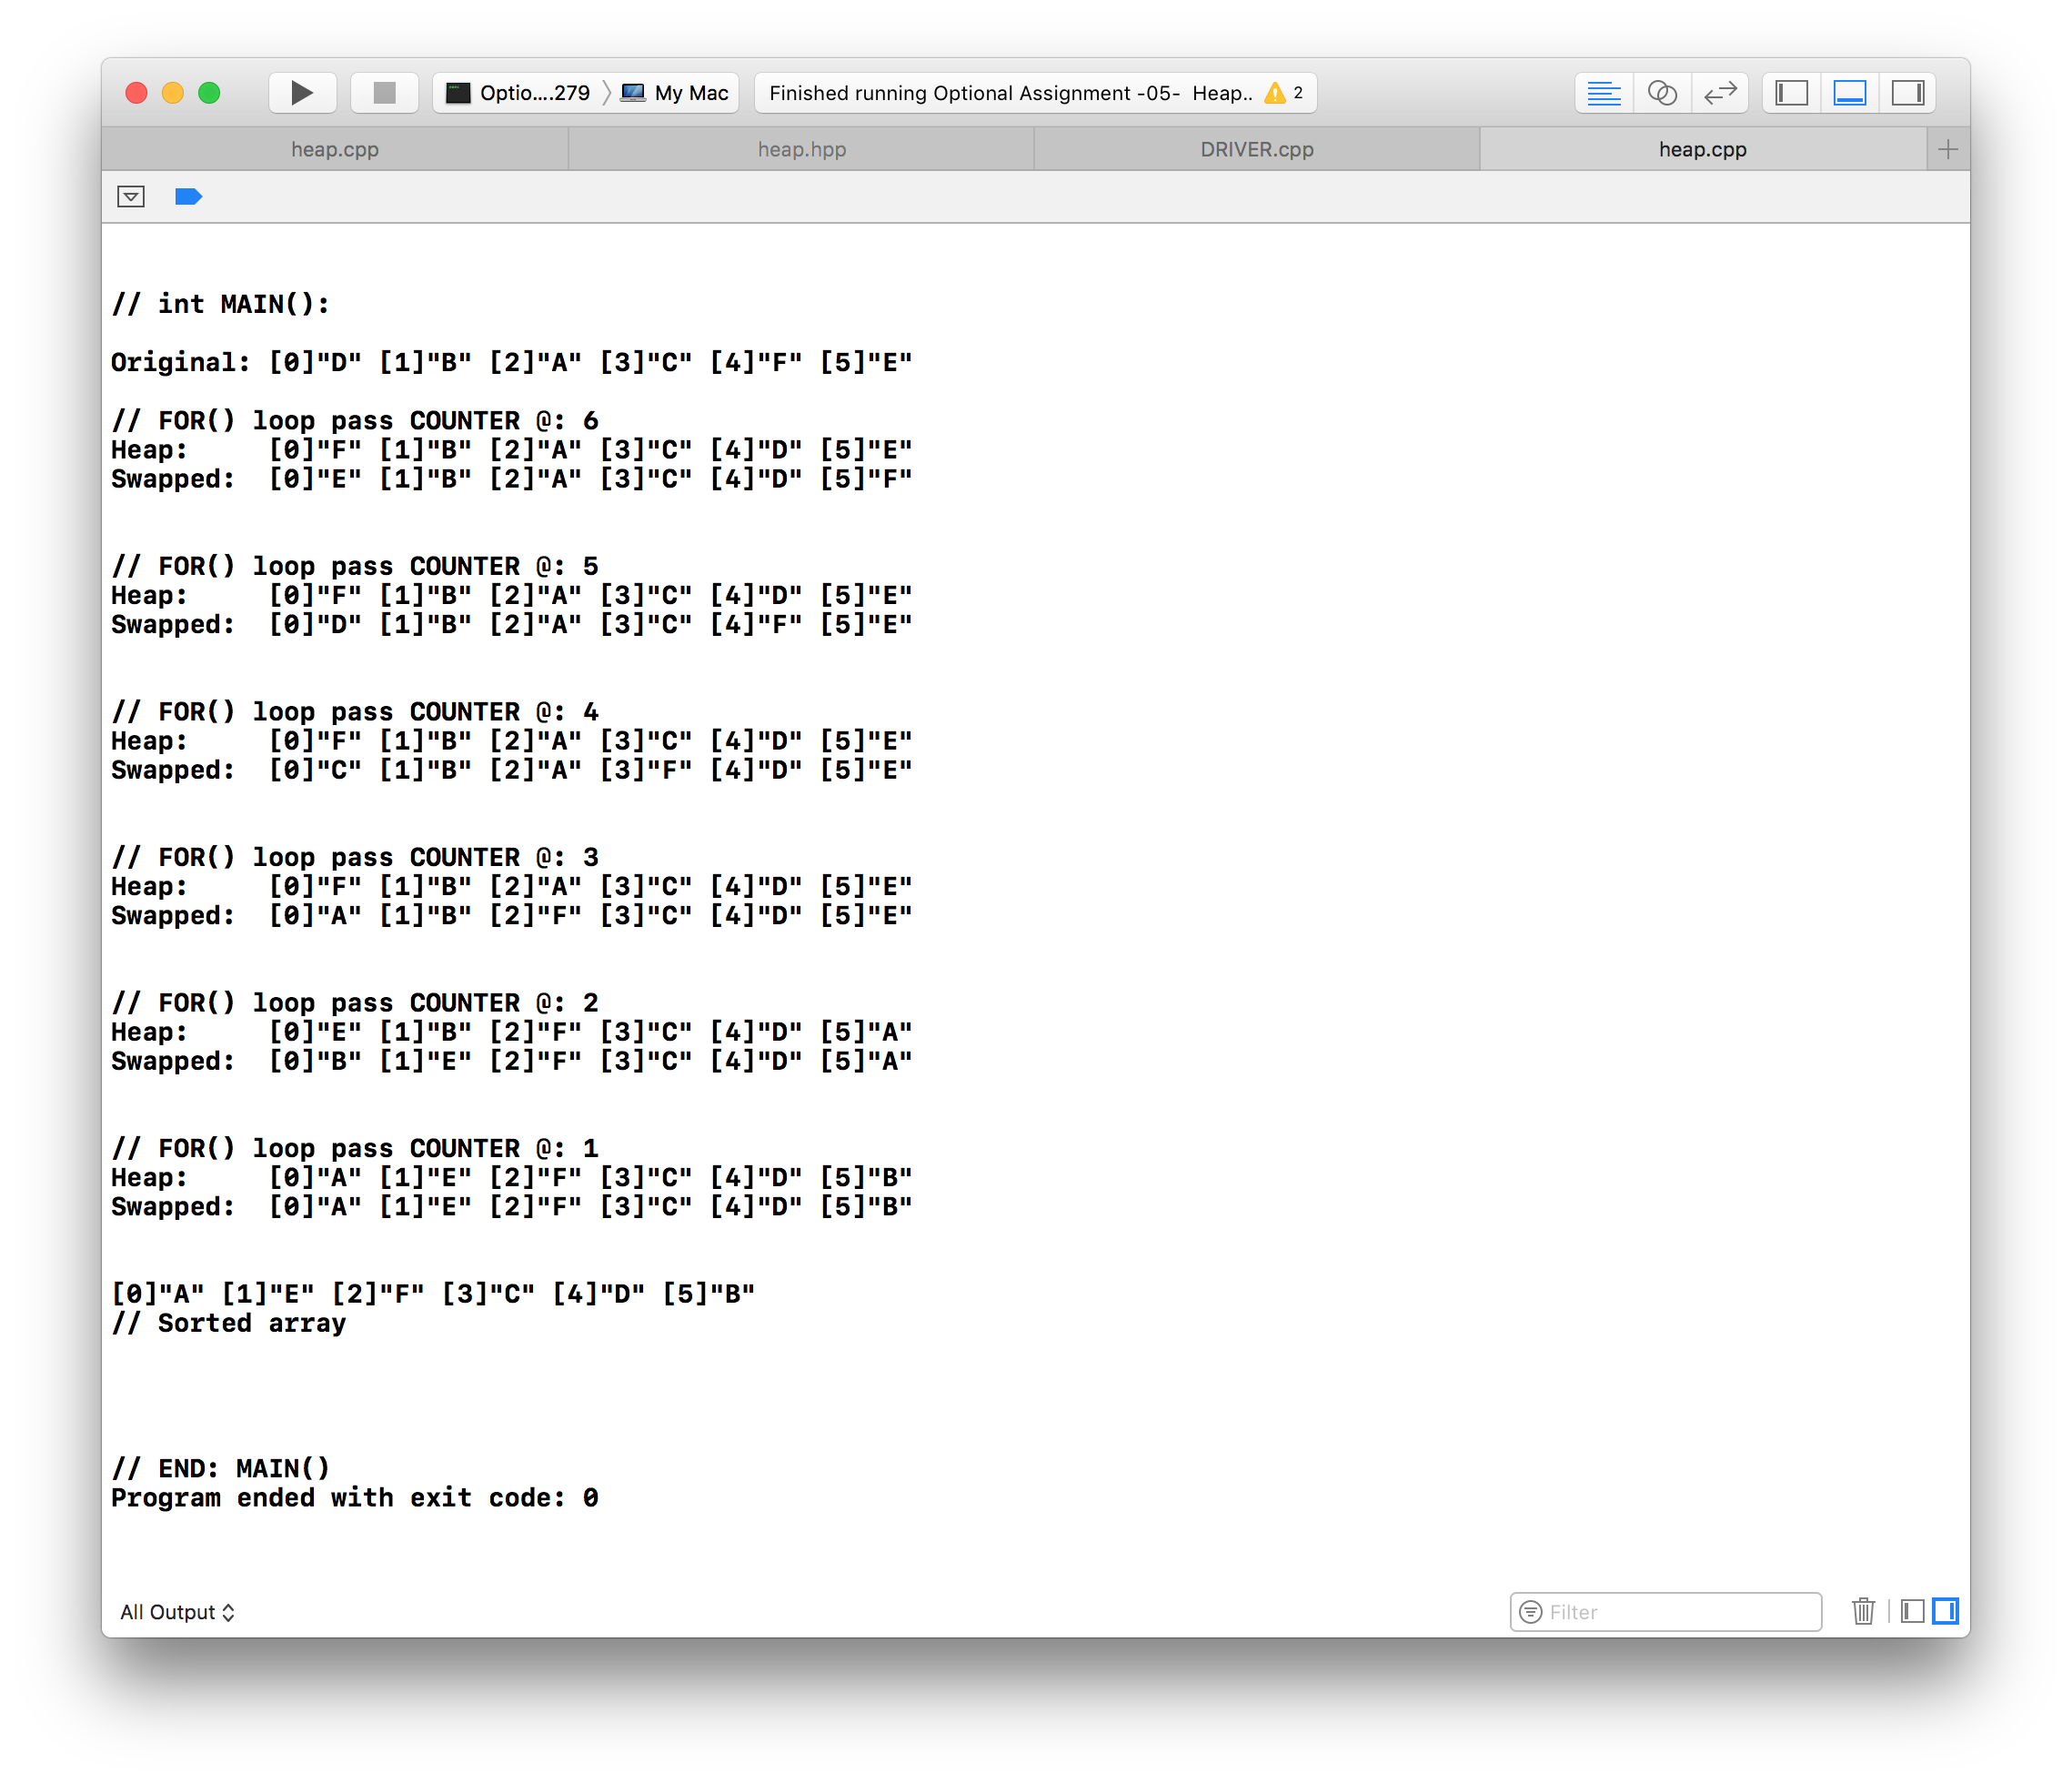 Optio....279 My Mac Finished running Optional Assignment -05- Heap.. 2
heap.cpp heap.hpp DRIVER.cpp heap.cpp
// int MAIN():
Original: [0]"D" [1]"B" [2]"A" [3]"C" [4]"F" [5]"E"
// FOR() loop pass COUNTER @: 6
Heap: [0]"F" [1]"B" [2]"A" [3]"C" [4]"D" [5]"E"
Swapped: [0]"E" [1]"B" [2]"A" [3]"C" [4]"D" [5]"F"
// FOR() loop pass COUNTER @: 5
Heap: [0]"F" [1]"B" [2]"A" [3]"C" [4]"D" [5]"E"
Swapped: [0]"D" [1]"B" [2]"A" [3]"C" [4]"F" [5]"E"
// FOR() loop pass COUNTER @: 4
Heap: [0]"F" [1]"B" [2]"A" [3]"C" [4]"D" [5]"E"
Swapped: [0]"C" [1]"B" [2]"A" [3]"F" [4]"D" [5]"E"
// FOR() loop pass COUNTER @: 3
Heap: [0]"F" [1]"B" [2]"A" [3]"C" [4]"D" [5]"E"
Swapped: [0]"A" [1]"B" [2]"F" [3]"C" [4]"D" [5]"E"
// FOR() loop pass COUNTER @: 2
Heap: [0]"E" [1]"B" [2]"F" [3]"C" [4]"D" [5]"A"
Swapped: [0]"B" [1]"E" [2]"F" [3]"C" [4]"D" [5]"A"
// FOR() loop pass COUNTER @: 1
Heap: [0]"A" [1]"E" [2]"F" [3]"C" [4]"D" [5]"B"
Swapped: [0]"A" [1]"E" [2]"F" [3]"C" [4]"D" [5]"B"
[0]"A" [1]"E" [2]"F" [3]"C" [4]"D" [5]"B"
// Sorted array
// END: MAIN()
Program ended with exit code: 0
All Output Filter